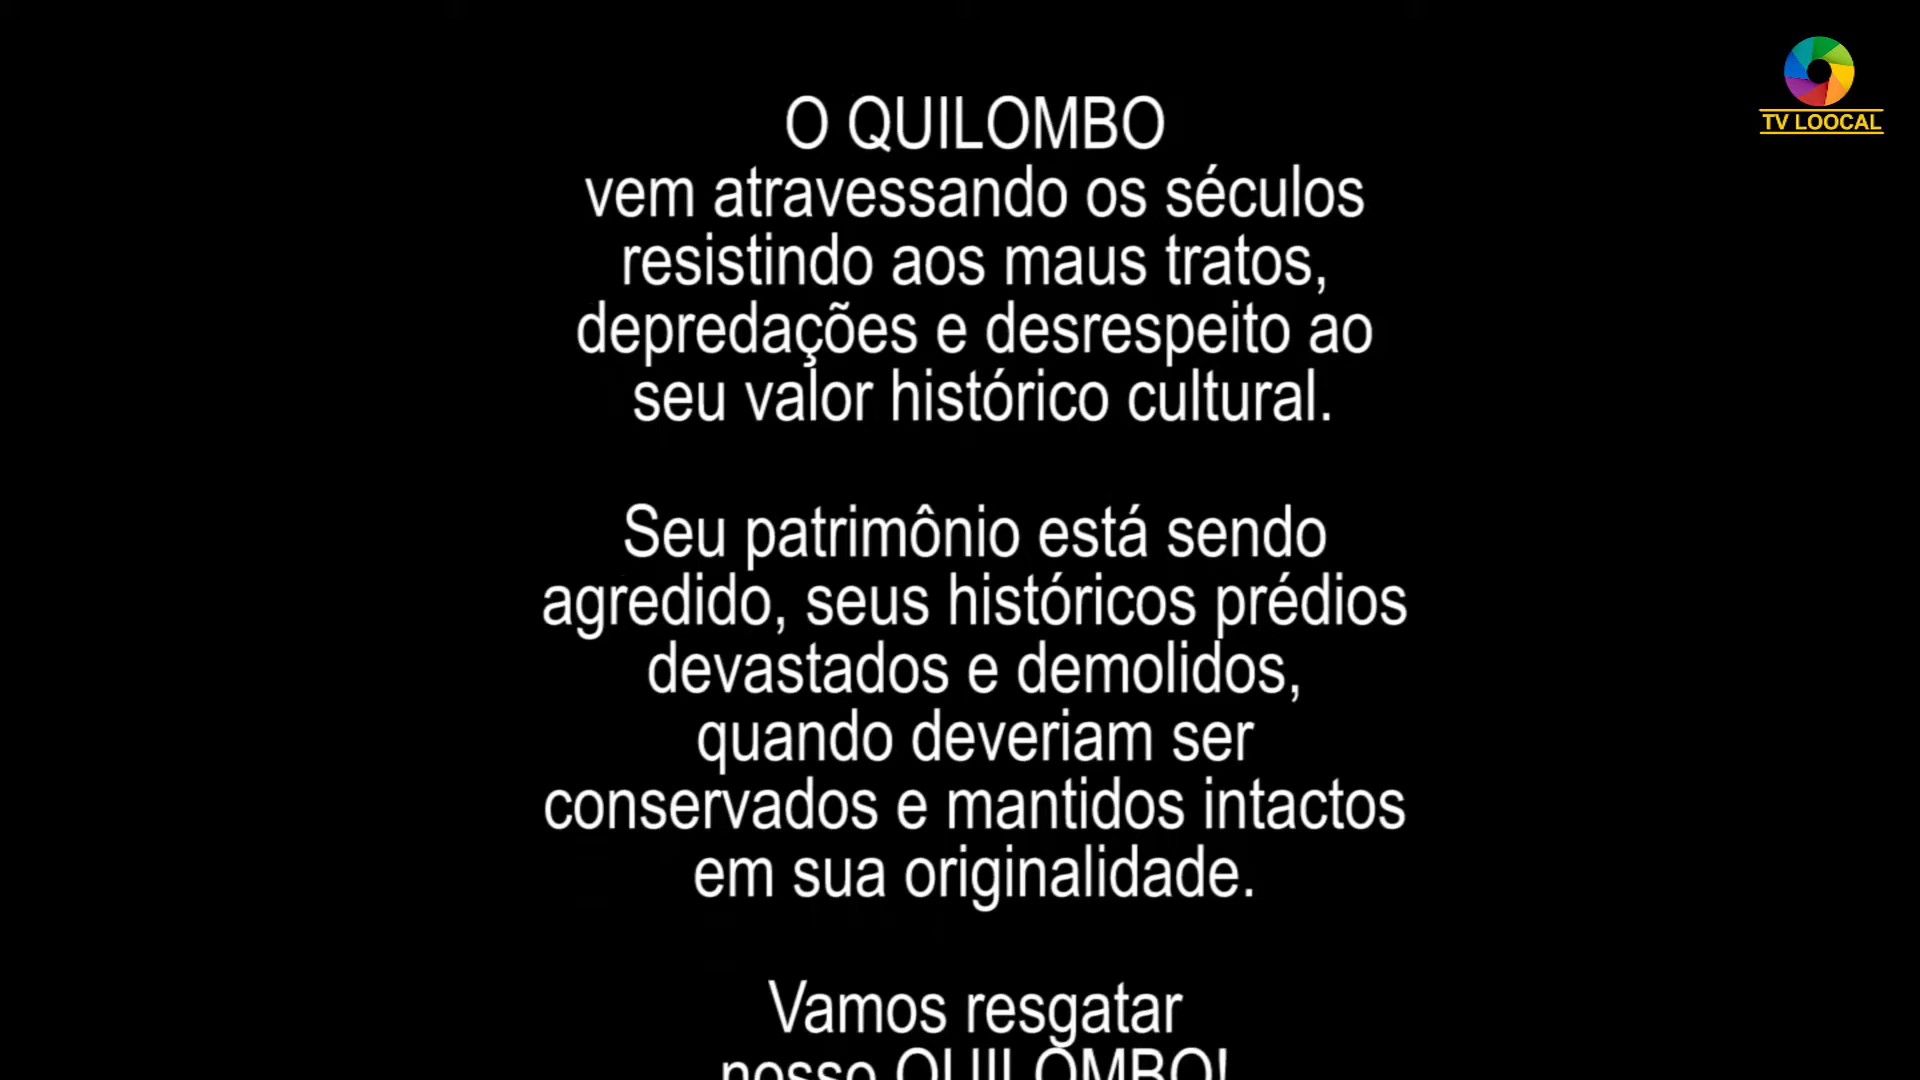 O QUILOMBO
vem atravessando os séculos
resistindo aos maus tratos,
depredações e desrespeito ao
seu valor histórico cultural.
Seu patrimônio está sendo
agredido, seus históricos prédios
devastados e demolidos,
quando deveriam ser
conservados e mantidos intactos
em sua originalidade.
Vamos resgatar
nosso QUILOMBO!
TV LOOCAL